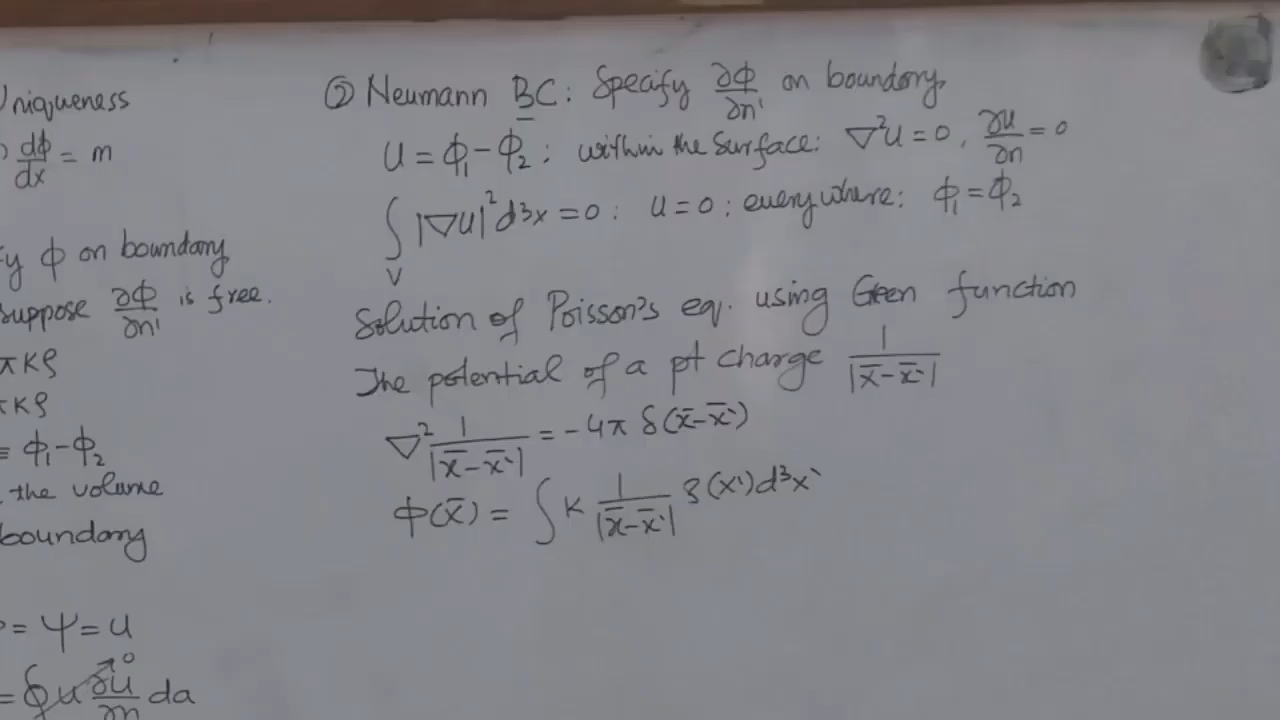 Uniqueness
dφ/dx = m
fy φ on boundary
suppose ∂φ/∂n' is free.
πKρ
πKρ
= φ₁-φ₂
the volume
boundary
= ψ = u
= ∮u ∂u/∂n →0 da
② Neumann BC: Specify ∂φ/∂n' on boundary
U = φ₁-φ₂: within the surface: ∇²u = 0, ∂u/∂n = 0
∫_V |∇u|² d³x = 0: u = 0: everywhere: φ₁ = φ₂
Solution of Poisson's eq. using Green function
The potential of a pt charge 1/|x̄-x̄'|
∇² 1/|x̄-x̄'| = -4π δ(x̄-x̄')
φ(x̄) = ∫ K 1/|x̄-x̄'| ρ(x')d³x'